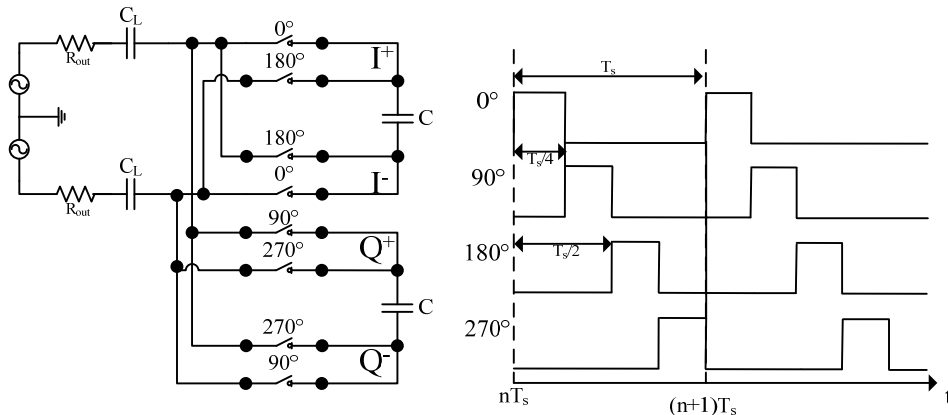 C_L
R_out
0°
180°
I⁺
C
180°
0°
I⁻
C_L
R_out
90°
270°
Q⁺
C
270°
90°
Q⁻
T_s
0°
T_s/4
90°
T_s/2
180°
270°
nT_s
(n+1)T_s
t